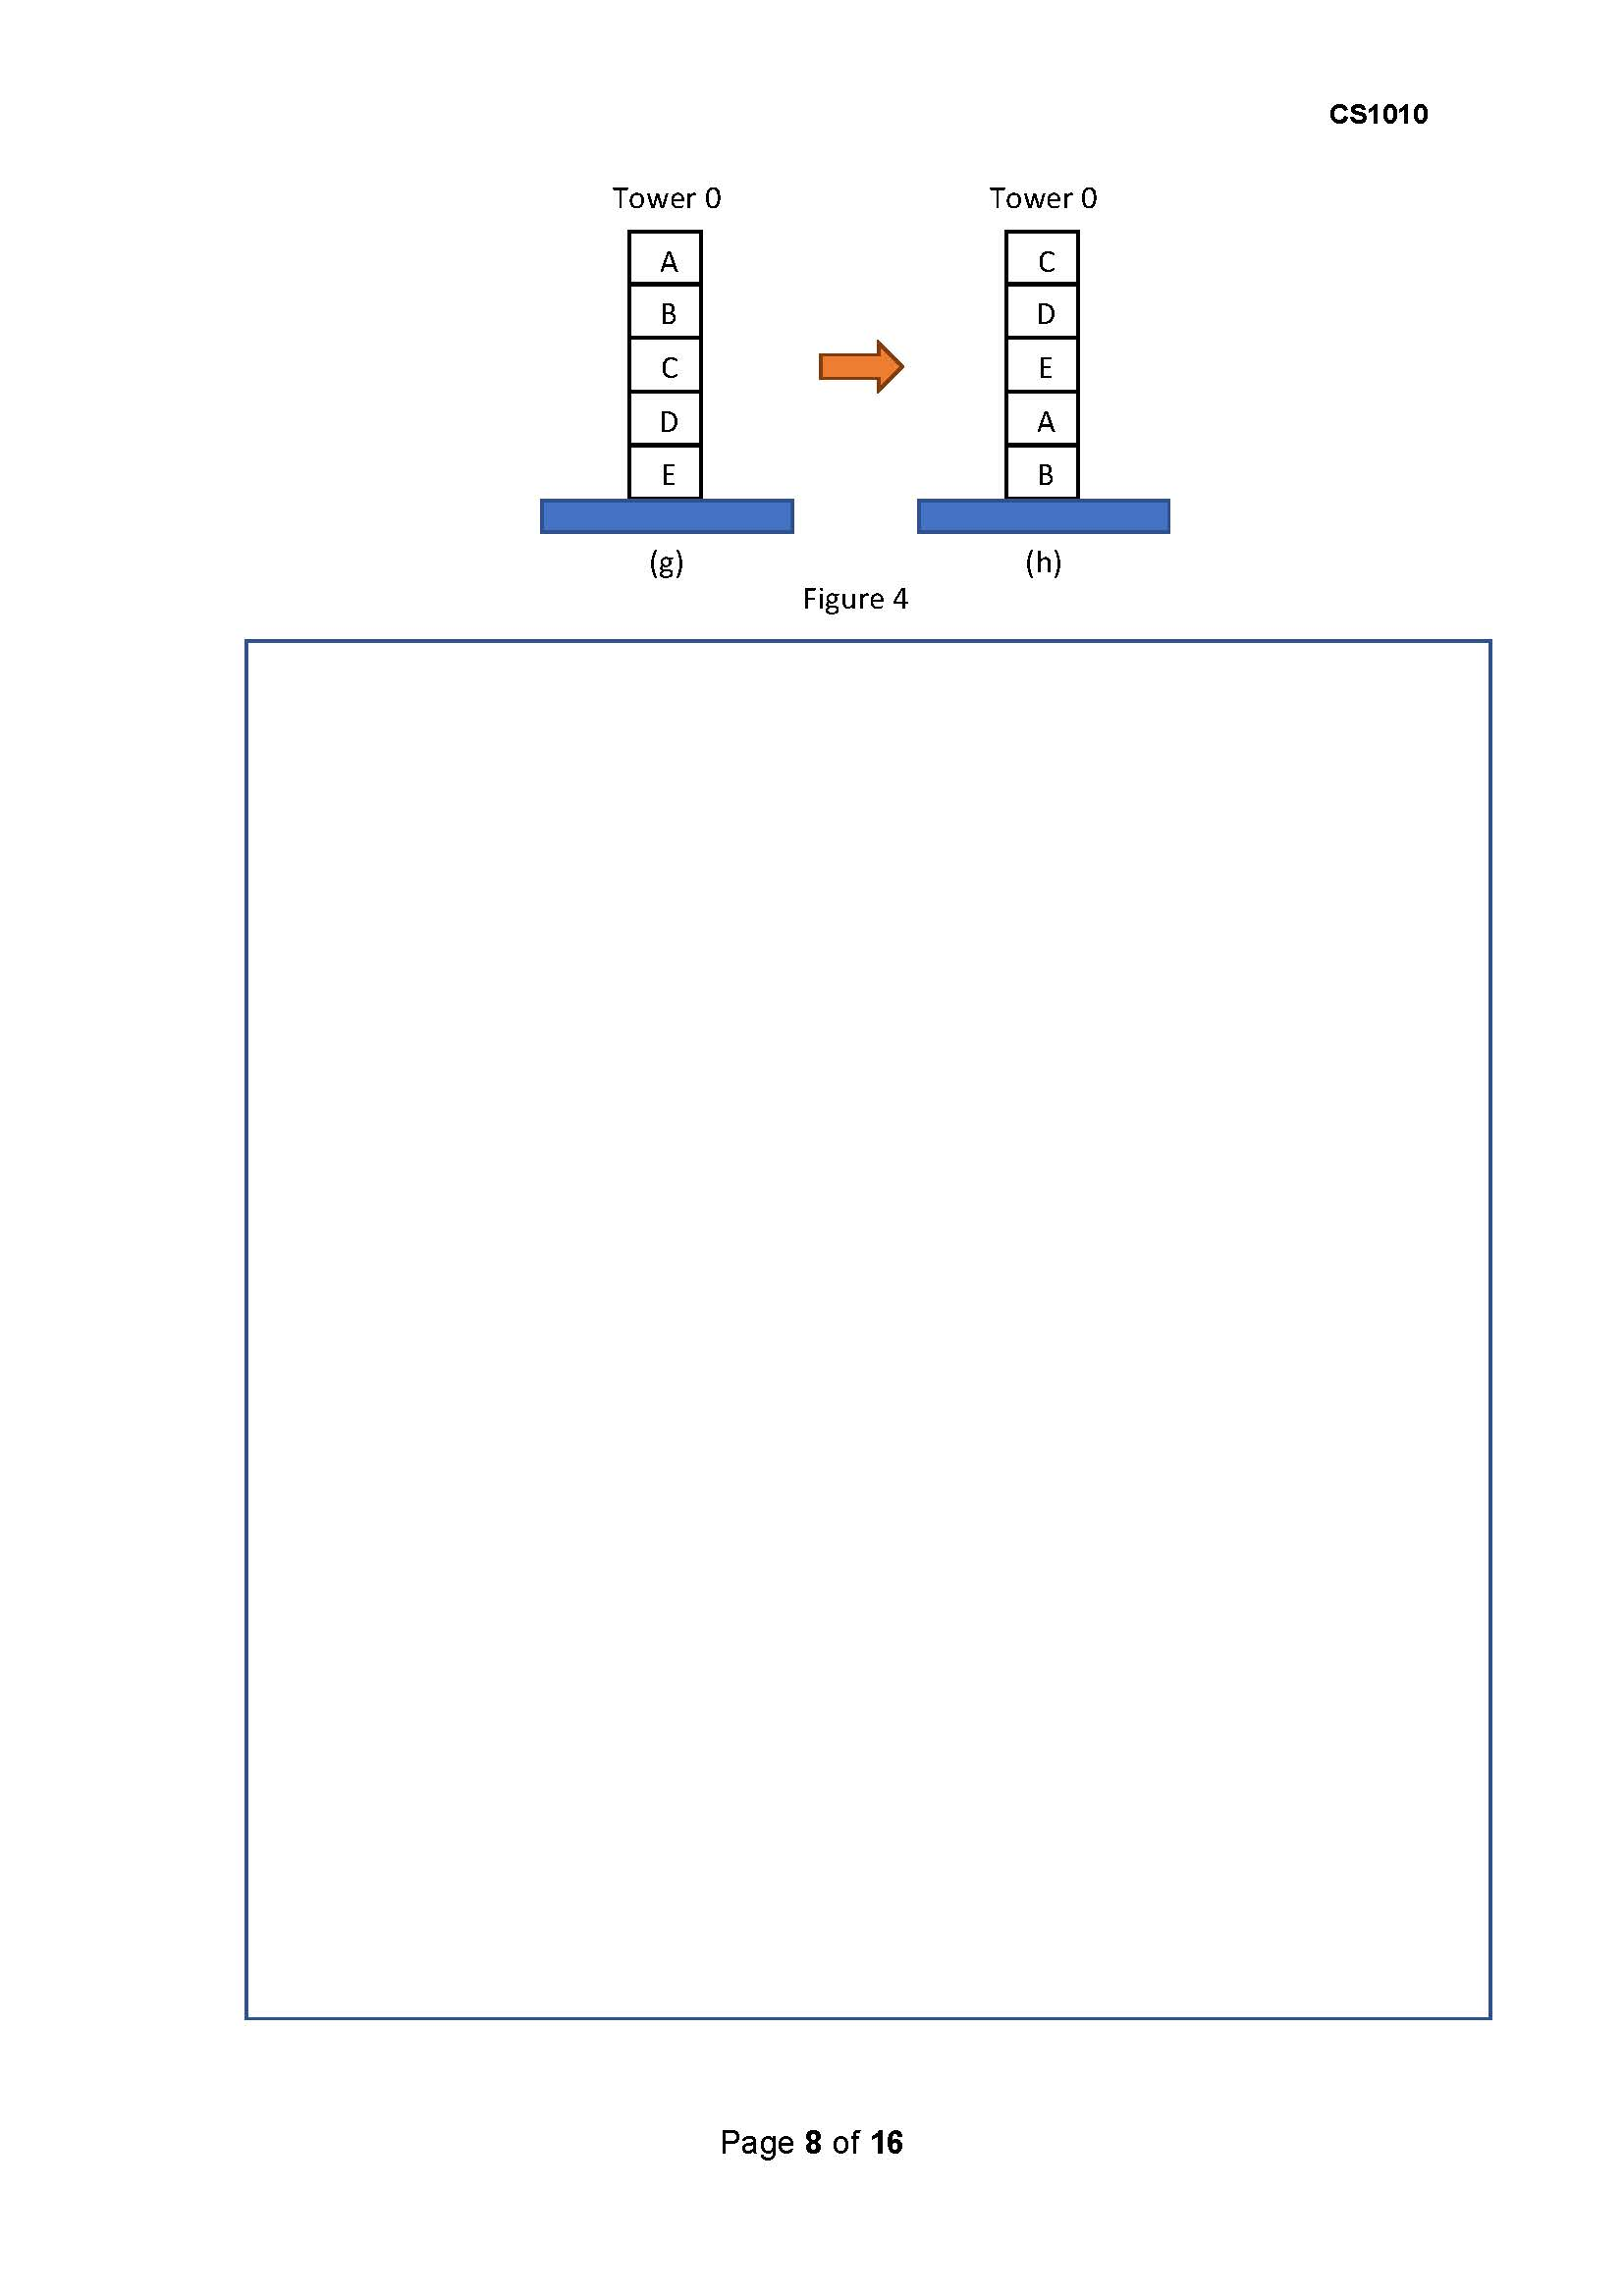 CS1010
Tower 0 Tower 0
A C
B D
C E
D A
E B
(g) (h)
Figure 4
Page 8 of 16